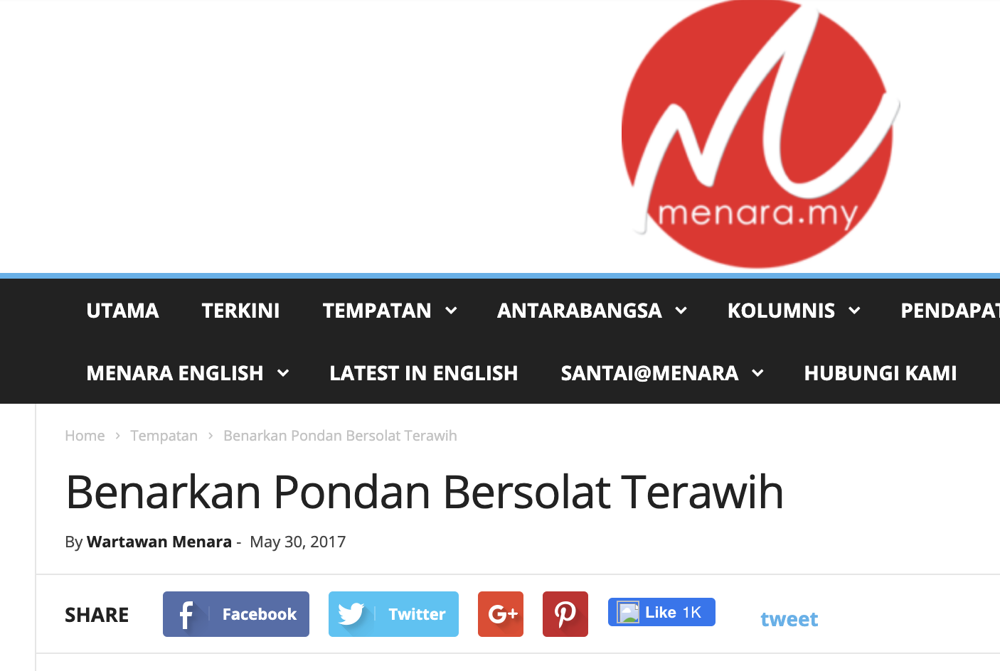 menara.my
UTAMA TERKINI TEMPATAN ANTARABANGSA KOLUMNIS PENDAPAT
MENARA ENGLISH LATEST IN ENGLISH SANTAI@MENARA HUBUNGI KAMI
Home > Tempatan > Benarkan Pondan Bersolat Terawih
Benarkan Pondan Bersolat Terawih
By Wartawan Menara - May 30, 2017
SHARE Facebook Twitter G+ Like 1K tweet